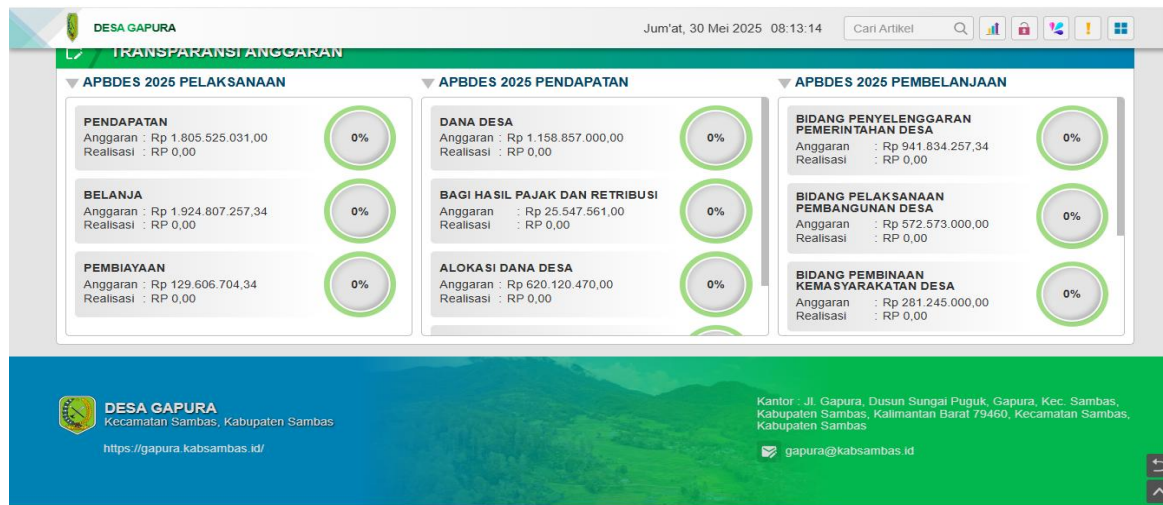 DESA GAPURA
Jum'at, 30 Mei 2025 08:13:14
Cari Artikel
TRANSPARANSI ANGGARAN
APBDES 2025 PELAKSANAAN
PENDAPATAN
Anggaran : Rp 1.805.525.031,00
Realisasi : RP 0,00
0%
BELANJA
Anggaran : Rp 1.924.807.257,34
Realisasi : RP 0,00
0%
PEMBIAYAAN
Anggaran : Rp 129.606.704,34
Realisasi : RP 0,00
0%
APBDES 2025 PENDAPATAN
DANA DESA
Anggaran : Rp 1.158.857.000,00
Realisasi : RP 0,00
0%
BAGI HASIL PAJAK DAN RETRIBUSI
Anggaran : Rp 25.547.561,00
Realisasi : RP 0,00
0%
ALOKASI DANA DESA
Anggaran : Rp 620.120.470,00
Realisasi : RP 0,00
0%
APBDES 2025 PEMBELANJAAN
BIDANG PENYELENGGARAN
PEMERINTAHAN DESA
Anggaran : Rp 941.834.257,34
Realisasi : RP 0,00
0%
BIDANG PELAKSANAAN
PEMBANGUNAN DESA
Anggaran : Rp 572.573.000,00
Realisasi : RP 0,00
0%
BIDANG PEMBINAAN
KEMASYARAKATAN DESA
Anggaran : Rp 281.245.000,00
Realisasi : RP 0,00
0%
DESA GAPURA
Kecamatan Sambas, Kabupaten Sambas
https://gapura.kabsambas.id/
Kantor : Jl. Gapura, Dusun Sungai Puguk, Gapura, Kec. Sambas,
Kabupaten Sambas, Kalimantan Barat 79460, Kecamatan Sambas,
Kabupaten Sambas
gapura@kabsambas.id